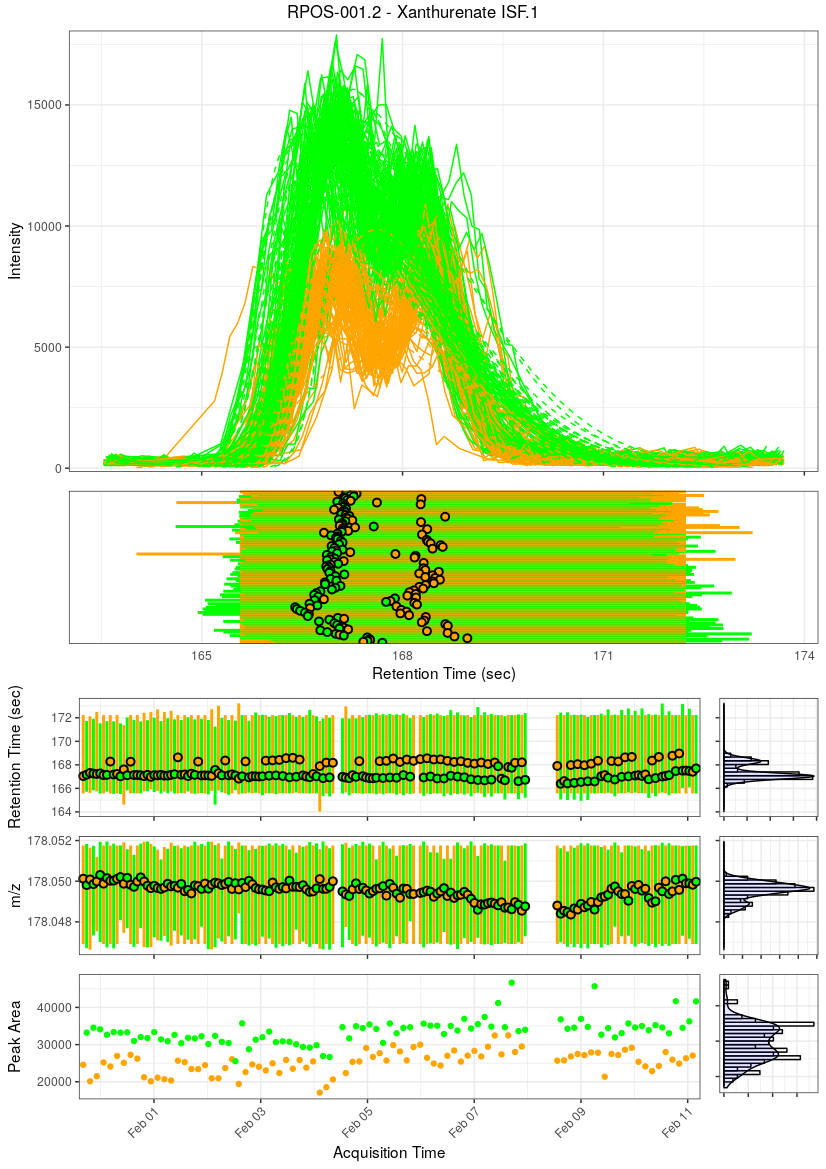 RPOS-001.2 - Xanthurenate ISF.1
15000
10000
5000
0
Intensity
165
168
171
174
Retention Time (sec)
172
170
168
166
164
Retention Time (sec)
178.052
178.050
178.048
m/z
40000
30000
20000
Peak Area
Feb 01
Feb 03
Feb 05
Feb 07
Feb 09
Feb 11
Acquisition Time